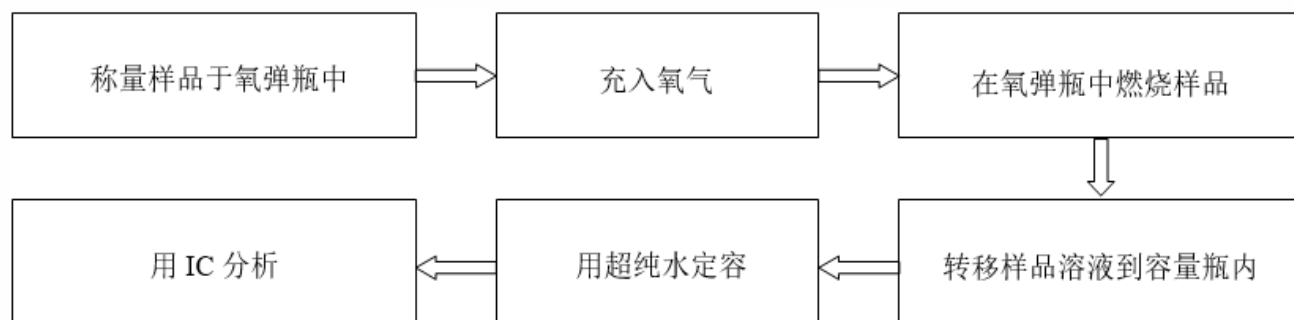 称量样品于氧弹瓶中
充入氧气
在氧弹瓶中燃烧样品
转移样品溶液到容量瓶内
用超纯水定容
用 IC 分析